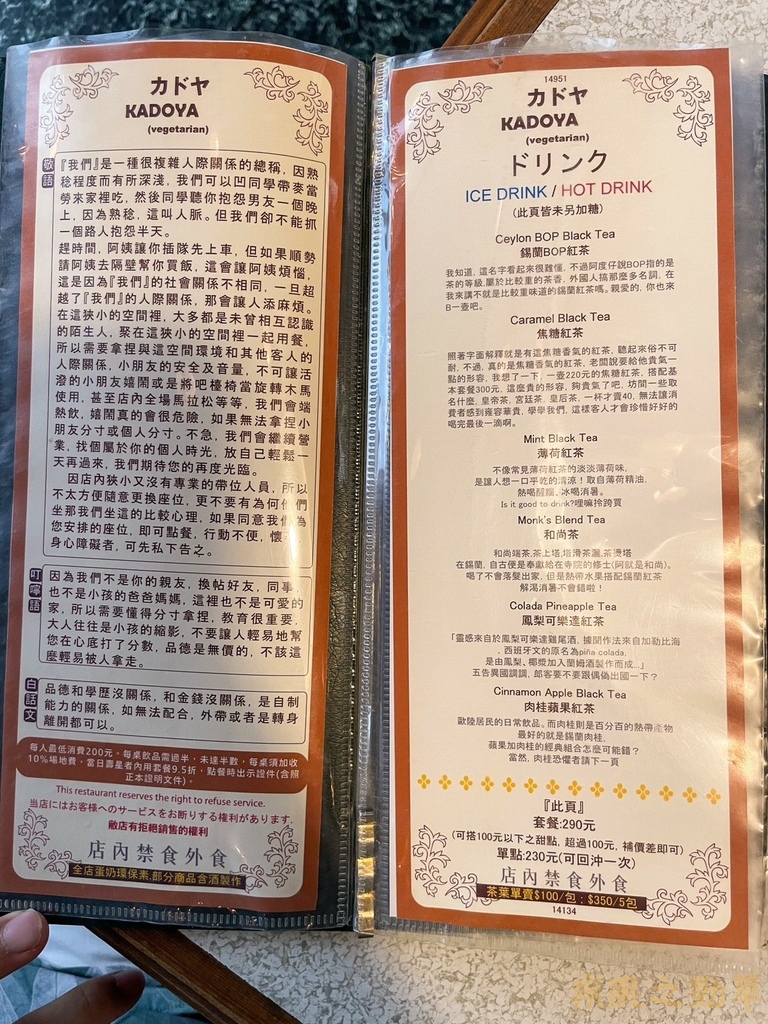 カドヤ
KADOYA
(vegetarian)
敬語
『我們』是一種很複雜人際關係的總稱，因熟
稔程度而有所深淺，我們可以凹同學帶麥當
勞來家裡吃，然後同學聽你抱怨男友一個晚
上，因為熟稔，這叫人脈。但我們卻不能抓
一個路人抱怨半天。
趕時間，阿姨讓你插隊先上車，但如果順勢
請阿姨去隔壁幫你買飯，這會讓阿姨煩惱，
這是因為『我們』的社會關係不相同，一旦超
越了『我們』的人際關係，那會讓人添麻煩。
在這狹小的空間裡，大多都是未曾相互認識
的陌生人，聚在這狹小的空間裡一起用餐，
所以需要拿捏與這空間環境和其他客人的
人際關係，小朋友的安全及音量，不可讓活
潑的小朋友嬉鬧或是將吧檯椅當旋轉木馬
使用，甚至店內全場馬拉松等等，我們會端
熱飲，嬉鬧真的會很危險，如果無法拿捏小
朋友分寸或個人分寸。不急，我們會繼續營
業，找個屬於你的個人時光，放自己輕鬆一
天再過來，我們期待您的再度光臨。
因店內狹小又沒有專業的帶位人員，所以
不太方便隨意更換座位，更不要有為何他們
坐那我們坐這的比較心理，如果同意我們為
您安排的座位，即可點餐，行動不便，懷孕
身心障礙者，可先私下告之。
叮嚀語
因為我們不是你的親友，換帖好友，同事，
也不是小孩的爸爸媽媽，這裡也不是可愛的
家，所以需要懂得分寸拿捏，教育很重要，
大人往往是小孩的縮影，不要讓人輕易地幫
您在心底打了分數，品德是無價的，不該這
麼輕易被人拿走。
白話文
品德和學歷沒關係，和金錢沒關係，是自制
能力的關係，如無法配合，外帶或者是轉身
離開都可以。
每人最低消費200元。每桌飲品需過半，未達半數，每桌須加收
10%場地費，當日壽星者內用套餐9.5折，點餐時出示證件(含照
正本證明文件)。
This restaurant reserves the right to refuse service.
当店にはお客様へのサービスをお断りする権利があります.
敝店有拒絕銷售的權利
店內禁食外食
全店蛋奶環保素,部分商品含酒製作
14951
カドヤ
KADOYA
(vegetarian)
ドリンク
ICE DRINK / HOT DRINK
(此頁皆未另加糖)
Ceylon BOP Black Tea
錫蘭BOP紅茶
我知道，這名字看起來很難懂，不過阿度仔說BOP指的是
茶的等級,屬於比較重的茶香，外國人搞那麼多名詞，在
我來講不就是比較重味道的錫蘭紅茶嗎。親愛的，你也來
B一壺吧。
Caramel Black Tea
焦糖紅茶
照著字面解釋就是有這焦糖香氣的紅茶，聽起來俗不可
耐，不過，真的是焦糖香氣的紅茶，老闆說要給他貴氣一
點的形容，我想了一下，一壺220元的焦糖紅茶，搭配基
本套餐300元，這麼貴的形容，夠貴氣了吧，坊間一些取
名什麼，皇帝茶，宮廷茶，皇后茶，一杯才賣40，無法讓消
費者感到雍容華貴，學學我們，這樣客人才會珍惜好好的
喝完最後一滴啊。
Mint Black Tea
薄荷紅茶
不像常見薄荷紅茶的淡淡薄荷味，
是讓人想一口乎乾的清涼！取自薄荷精油，
熱喝醒腦，冰喝消暑。
Is it good to drink?哩嘛拎跨買
Monk's Blend Tea
和尚茶
和尚端茶,茶上塔,塔滑茶灑,茶燙塔
在錫蘭，自古便是奉獻給在寺院的修士(阿就是和尚)。
喝了不會落髮出家，但是熱帶水果搭配錫蘭紅茶
解渴消暑不會錯啦！
Colada Pineapple Tea
鳳梨可樂達紅茶
「靈感來自於鳳梨可樂達雞尾酒，據聞作法來自加勒比海
，西班牙文的原名為piña colada，
是由鳳梨、椰漿加入蘭姆酒製作而成...」
五告異國調調，郎客要不要跟偶偽出國一下？
Cinnamon Apple Black Tea
肉桂蘋果紅茶
歐陸居民的日常飲品。而肉桂則是百分百的熱帶產物
最好的就是錫蘭肉桂，
蘋果加肉桂的經典組合怎麼可能錯？
當然，肉桂恐懼者請下一頁
『此頁』
套餐:290元
(可搭100元以下之甜點，超過100元，補價差即可)
單點:230元(可回沖一次)
店內禁食外食
茶葉單賣$100/包；$350/5包
14134